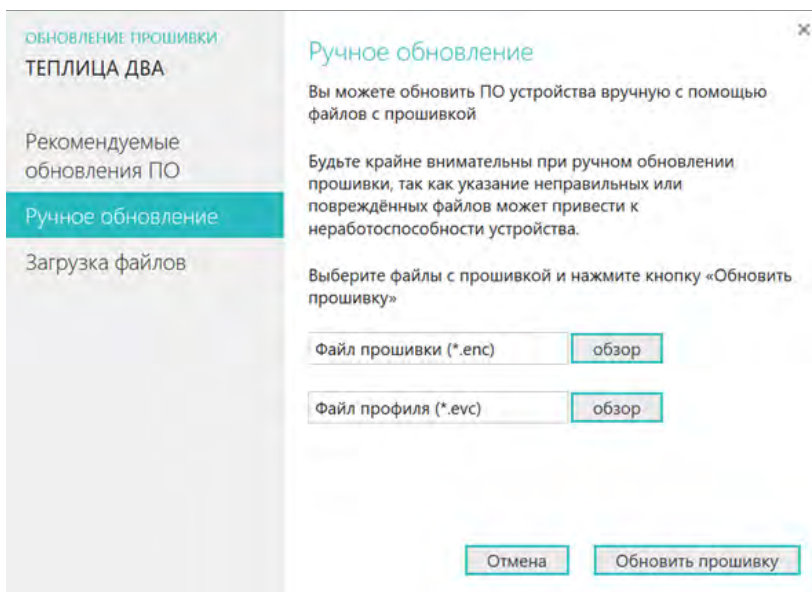 ОБНОВЛЕНИЕ ПРОШИВКИ
ТЕПЛИЦА ДВА
Рекомендуемые
обновления ПО
Ручное обновление
Загрузка файлов
Ручное обновление
Вы можете обновить ПО устройства вручную с помощью
файлов с прошивкой
Будьте крайне внимательны при ручном обновлении
прошивки, так как указание неправильных или
повреждённых файлов может привести к
неработоспособности устройства.
Выберите файлы с прошивкой и нажмите кнопку «Обновить
прошивку»
Файл прошивки (*.enc) обзор
Файл профиля (*.evc) обзор
Отмена Обновить прошивку